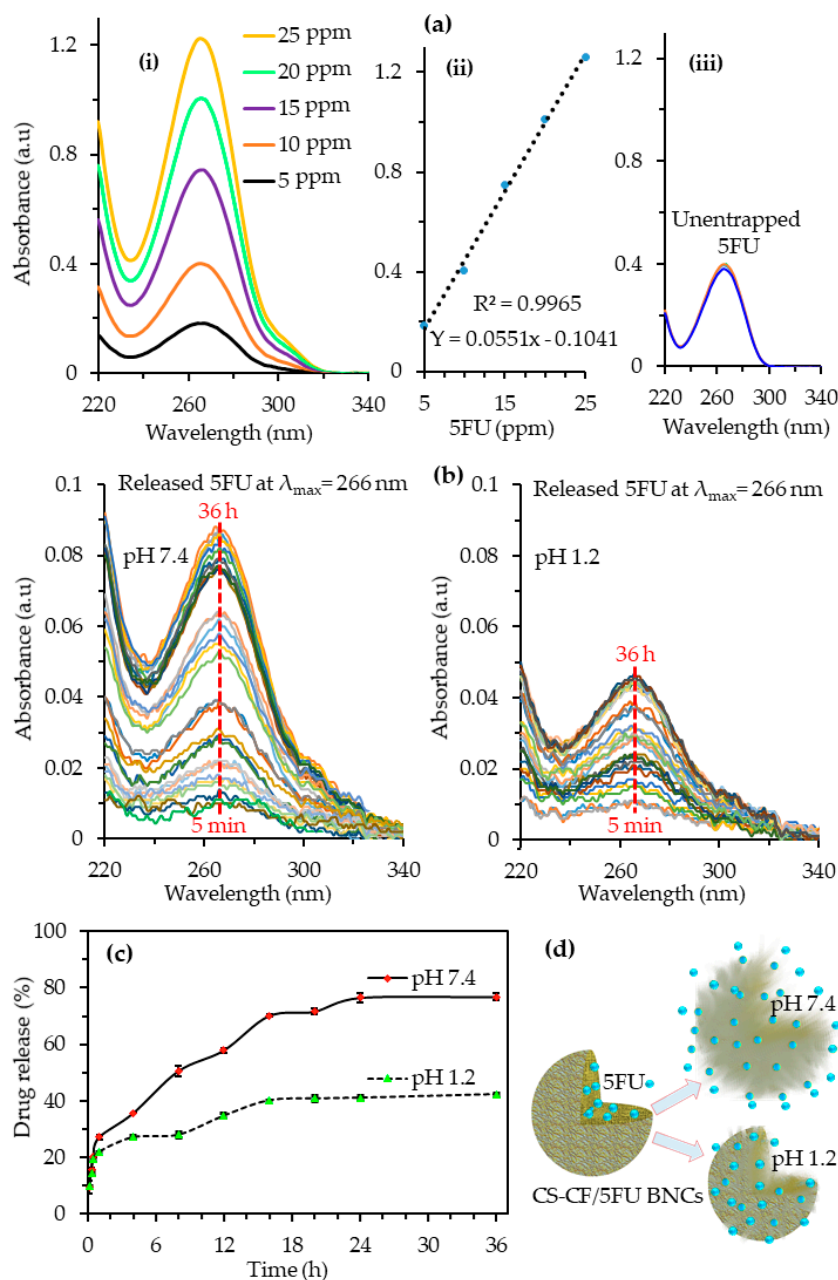 (a)
(i)
25 ppm
20 ppm
15 ppm
10 ppm
5 ppm
1.2
0.8
0.4
0
Absorbance (a.u)
220 260 300 340
Wavelength (nm)
(ii)
1.2
0.8
0.4
0
R² = 0.9965
Y = 0.0551x - 0.1041
5 10 15 20 25
5FU (ppm)
(iii)
1.2
0.8
0.4
0
Unentrapped
5FU
220 260 300 340
Wavelength (nm)
(b)
Released 5FU at λmax= 266 nm
36 h
pH 7.4
5 min
0.1
0.08
0.06
0.04
0.02
0
Absorbance (a.u)
220 260 300 340
Wavelength (nm)
Released 5FU at λmax= 266 nm
pH 1.2
36 h
5 min
0.1
0.08
0.06
0.04
0.02
0
Absorbance (a.u)
220 260 300 340
Wavelength (nm)
(c)
pH 7.4
pH 1.2
100
80
60
40
20
0
Drug release (%)
0 6 12 18 24 30 36
Time (h)
(d)
pH 7.4
5FU
pH 1.2
CS-CF/5FU BNCs